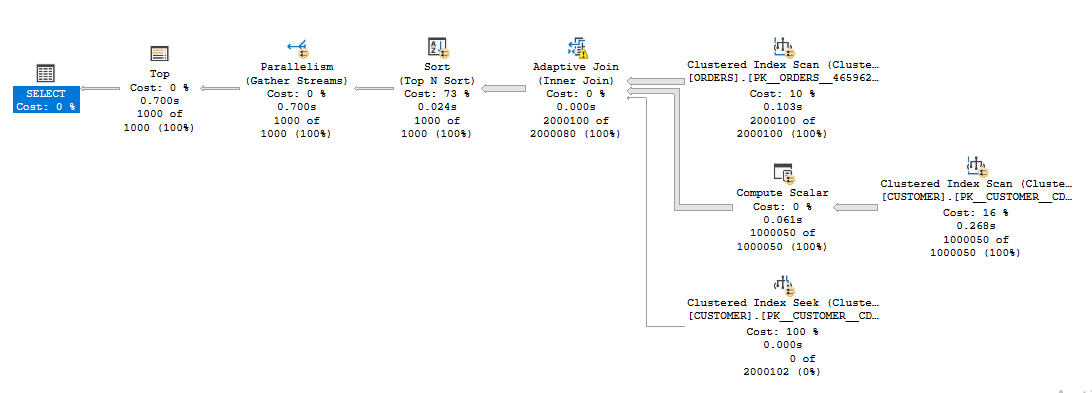 SELECT
Cost: 0 %
Top
Cost: 0 %
0.700s
1000 of
1000 (100%)
Parallelism
(Gather Streams)
Cost: 0 %
0.700s
1000 of
1000 (100%)
Sort
(Top N Sort)
Cost: 73 %
0.024s
1000 of
1000 (100%)
Adaptive Join
(Inner Join)
Cost: 0 %
0.000s
2000100 of
2000080 (100%)
Clustered Index Scan (Cluste…
[ORDERS].[PK__ORDERS__465962…
Cost: 10 %
0.103s
2000100 of
2000100 (100%)
Compute Scalar
Cost: 0 %
0.061s
1000050 of
1000050 (100%)
Clustered Index Scan (Cluste…
[CUSTOMER].[PK__CUSTOMER__CD…
Cost: 16 %
0.268s
1000050 of
1000050 (100%)
Clustered Index Seek (Cluste…
[CUSTOMER].[PK__CUSTOMER__CD…
Cost: 100 %
0.000s
0 of
2000102 (0%)